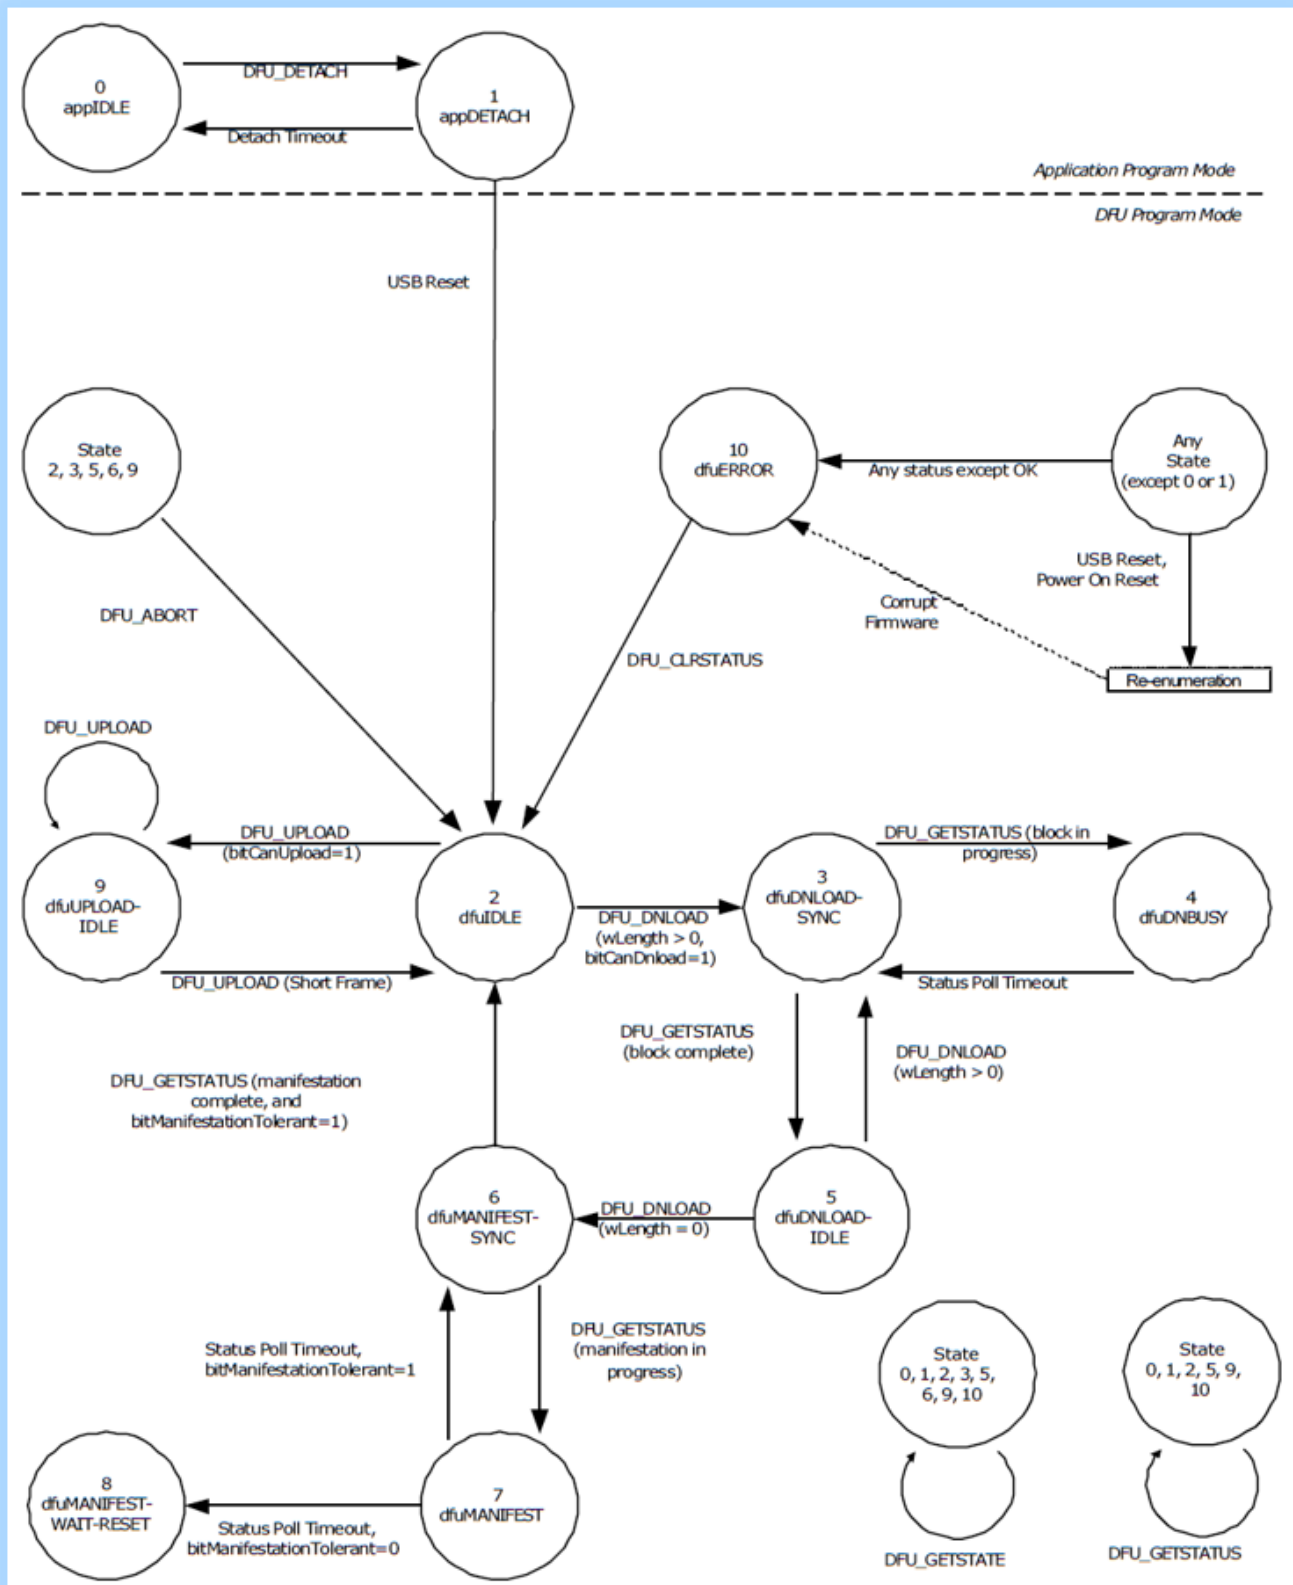 0
appIDLE
DFU_DETACH
1
appDETACH
Detach Timeout
Application Program Mode
DFU Program Mode
USB Reset
State
2, 3, 5, 6, 9
10
dfuERROR
Any status except OK
Any
State
(except 0 or 1)
USB Reset,
Power On Reset
DFU_ABORT
Corrupt
Firmware
DFU_CLRSTATUS
Re-enumeration
DFU_UPLOAD
DFU_UPLOAD
(bitCanUpload=1)
DFU_GETSTATUS (block in
progress)
9
dfuUPLOAD-
IDLE
2
dfuIDLE
DFU_DNLOAD
(wLength > 0,
bitCanDnload=1)
3
dfuDNLOAD-
SYNC
4
dfuDNBUSY
DFU_UPLOAD (Short Frame)
Status Poll Timeout
DFU_GETSTATUS
(block complete)
DFU_DNLOAD
(wLength > 0)
DFU_GETSTATUS (manifestation
complete, and
bitManifestationTolerant=1)
6
dfuMANIFEST-
SYNC
DFU_DNLOAD
(wLength = 0)
5
dfuDNLOAD-
IDLE
Status Poll Timeout,
bitManifestationTolerant=1
DFU_GETSTATUS
(manifestation in
progress)
State
0, 1, 2, 3, 5,
6, 9, 10
State
0, 1, 2, 5, 9,
10
8
dfuMANIFEST-
WAIT-RESET
Status Poll Timeout,
bitManifestationTolerant=0
7
dfuMANIFEST
DFU_GETSTATE
DFU_GETSTATUS